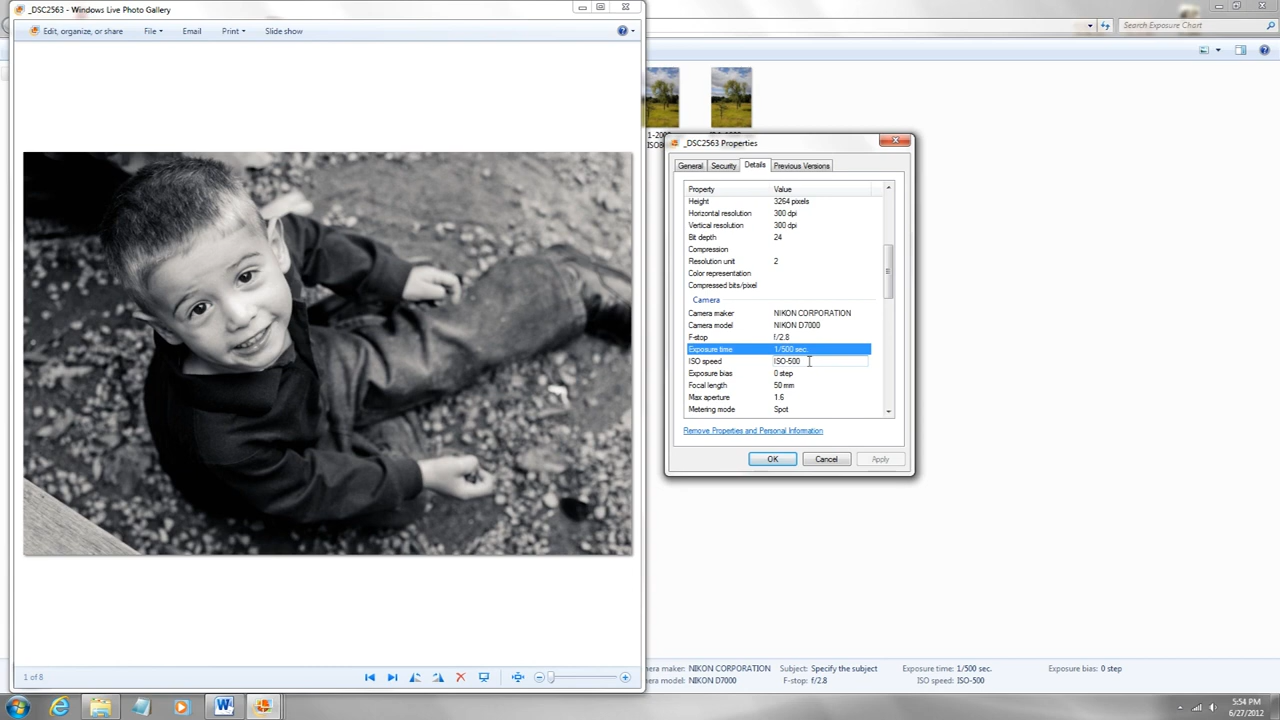 _DSC2563 - Windows Live Photo Gallery
Edit, organize, or share File Email Print Slide show
Search Exposure Chart
_DSC2563 Properties
General Security Details Previous Versions
Property Value
Height 3264 pixels
Horizontal resolution 300 dpi
Vertical resolution 300 dpi
Bit depth 24
Compression
Resolution unit 2
Color representation
Compressed bits/pixel
Camera
Camera maker NIKON CORPORATION
Camera model NIKON D7000
F-stop f/2.8
Exposure time 1/500 sec.
ISO speed ISO-500
Exposure bias 0 step
Focal length 50 mm
Max aperture 1.6
Metering mode Spot
Remove Properties and Personal Information
OK Cancel Apply
maker: NIKON CORPORATION Subject: Specify the subject Exposure time: 1/500 sec. Exposure bias: 0 step
model: NIKON D7000 F-stop: f/2.8 ISO speed: ISO-500
1 of 8
5:54 PM
6/27/2012